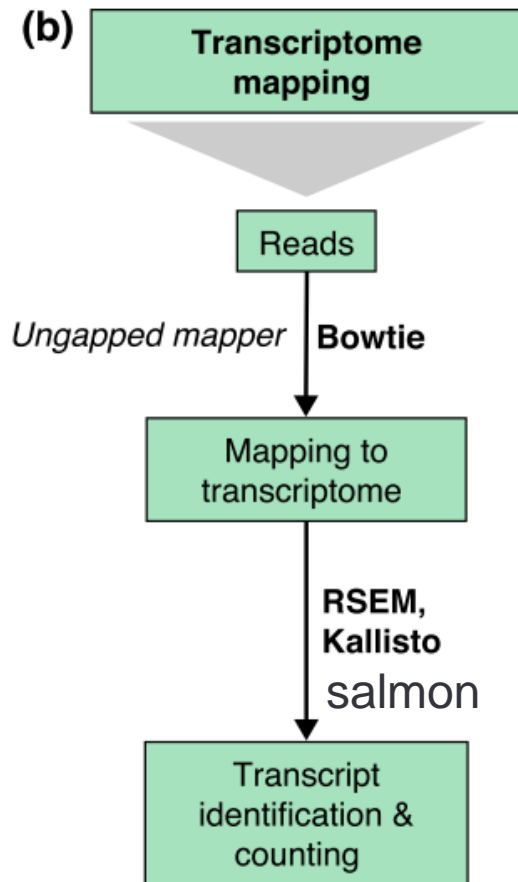 (b)
Transcriptome
mapping
Reads
Ungapped mapper
Bowtie
Mapping to
transcriptome
RSEM,
Kallisto
salmon
Transcript
identification &
counting